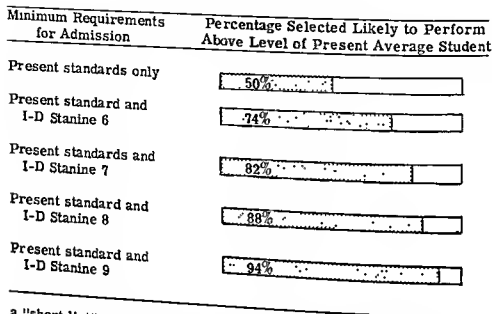 Minimum Requirements
for Admission
Percentage Selected Likely to Perform
Above Level of Present Average Student
Present standards only
50%
Present standard and
I-D Stanine 6
74%
Present standards and
I-D Stanine 7
82%
Present standard and
I-D Stanine 8
88%
Present standard and
I-D Stanine 9
94%
a "short